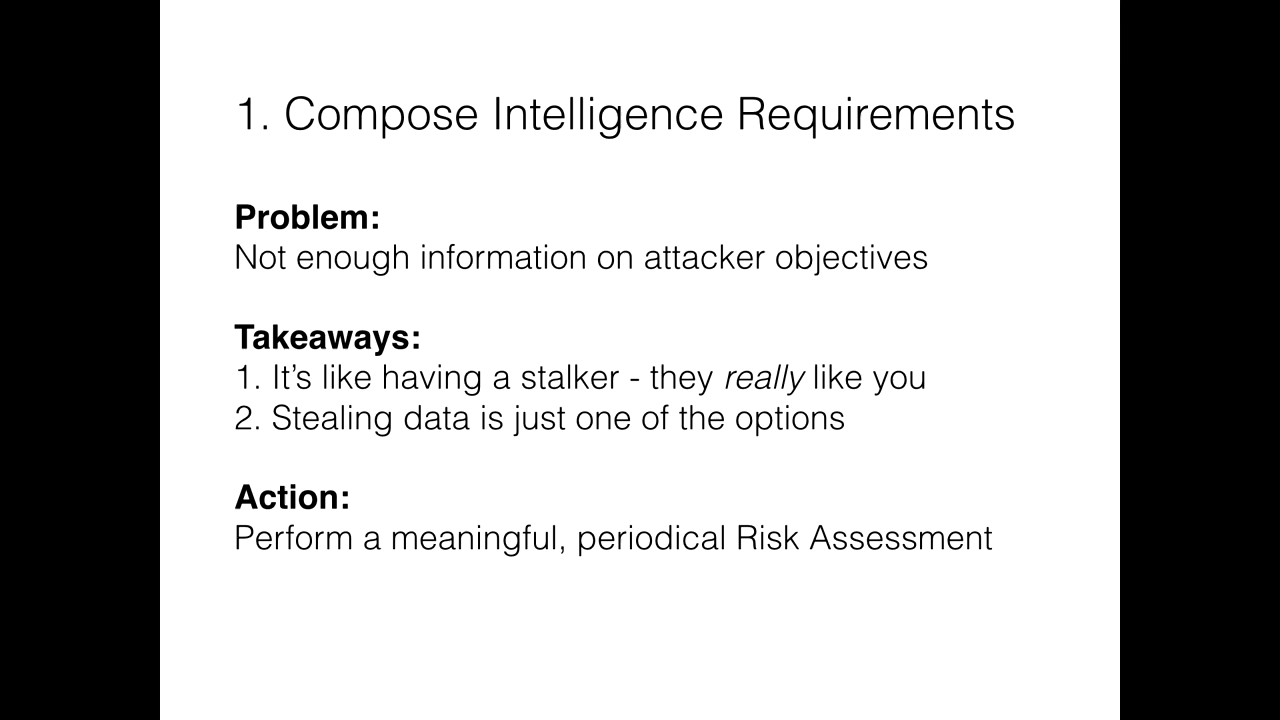 1. Compose Intelligence Requirements
Problem:
Not enough information on attacker objectives
Takeaways:
1. It’s like having a stalker - they really like you
2. Stealing data is just one of the options
Action:
Perform a meaningful, periodical Risk Assessment